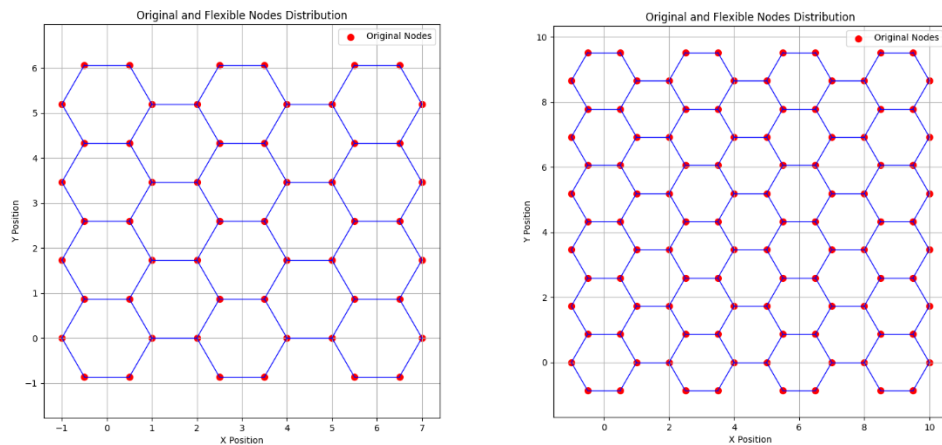 Original and Flexible Nodes Distribution
Original Nodes
6
5
4
3
2
1
0
−1
Y Position
−1 0 1 2 3 4 5 6 7
X Position
Original and Flexible Nodes Distribution
Original Nodes
10
8
6
4
2
0
Y Position
0 2 4 6 8 10
X Position